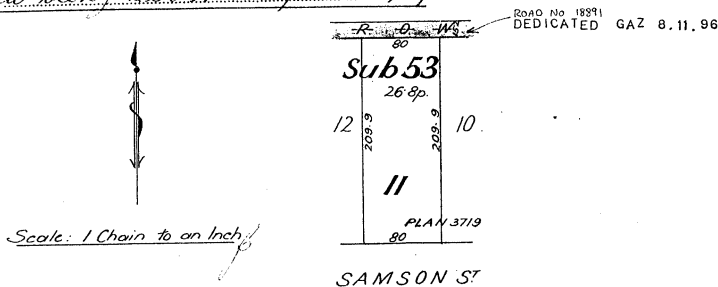 ROAD No 18891
DEDICATED GAZ 8.11.96
-R- -O- -W-
80
Sub 53
26·8p.
12 209·9 209·9 10
11
PLAN 3719
Scale: 1 Chain to an Inch
80
SAMSON ST